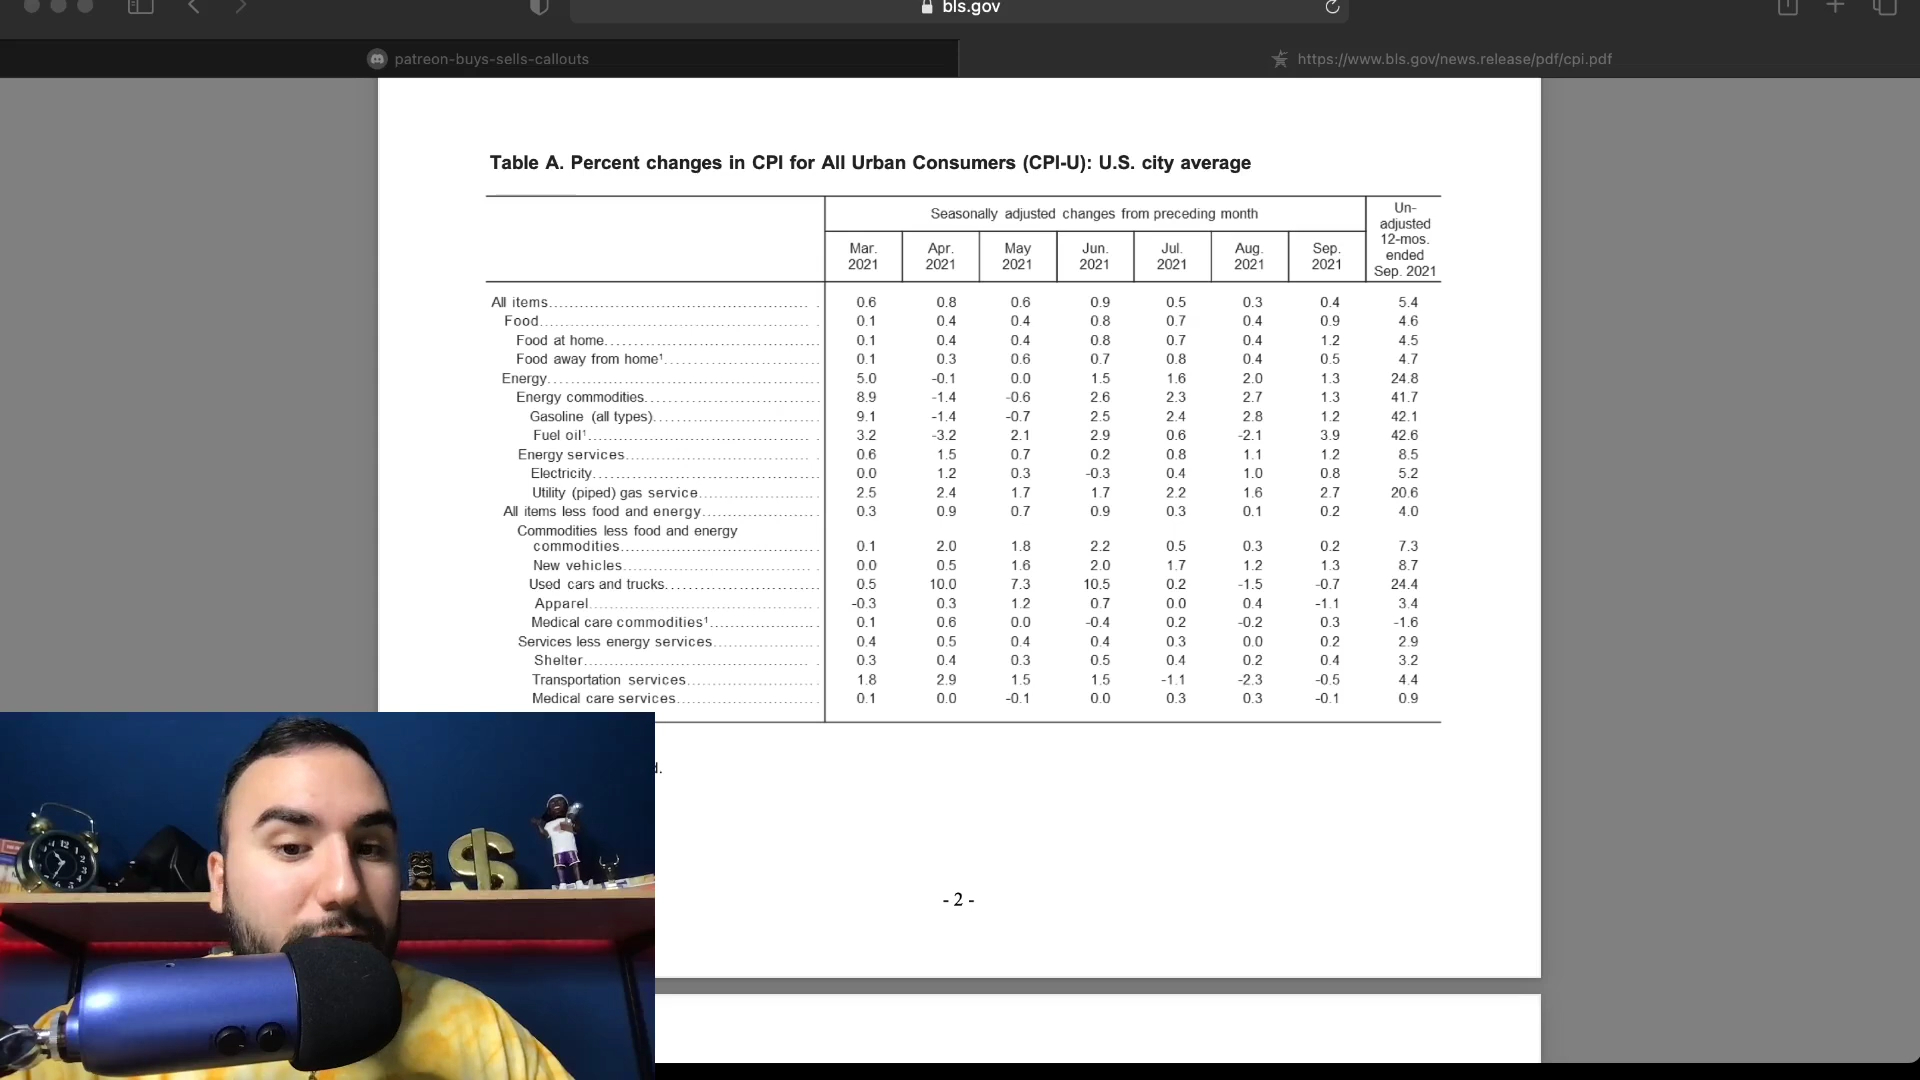 bls.gov
patreon-buys-sells-callouts
https://www.bls.gov/news.release/pdf/cpi.pdf
Table A. Percent changes in CPI for All Urban Consumers (CPI-U): U.S. city average
Seasonally adjusted changes from preceding month
Un-
adjusted
12-mos.
ended
Sep. 2021
Mar. 2021
Apr. 2021
May 2021
Jun. 2021
Jul. 2021
Aug. 2021
Sep. 2021
All items 0.6 0.8 0.6 0.9 0.5 0.3 0.4 5.4
Food 0.1 0.4 0.4 0.8 0.7 0.4 0.9 4.6
Food at home 0.1 0.4 0.4 0.8 0.7 0.4 1.2 4.5
Food away from home¹ 0.1 0.3 0.6 0.7 0.8 0.4 0.5 4.7
Energy 5.0 -0.1 0.0 1.5 1.6 2.0 1.3 24.8
Energy commodities 8.9 -1.4 -0.6 2.6 2.3 2.7 1.3 41.7
Gasoline (all types) 9.1 -1.4 -0.7 2.5 2.4 2.8 1.2 42.1
Fuel oil¹ 3.2 -3.2 2.1 2.9 0.6 -2.1 3.9 42.6
Energy services 0.6 1.5 0.7 0.2 0.8 1.1 1.2 8.5
Electricity 0.0 1.2 0.3 -0.3 0.4 1.0 0.8 5.2
Utility (piped) gas service 2.5 2.4 1.7 1.7 2.2 1.6 2.7 20.6
All items less food and energy 0.3 0.9 0.7 0.9 0.3 0.1 0.2 4.0
Commodities less food and energy
commodities 0.1 2.0 1.8 2.2 0.5 0.3 0.2 7.3
New vehicles 0.0 0.5 1.6 2.0 1.7 1.2 1.3 8.7
Used cars and trucks 0.5 10.0 7.3 10.5 0.2 -1.5 -0.7 24.4
Apparel -0.3 0.3 1.2 0.7 0.0 0.4 -1.1 3.4
Medical care commodities¹ 0.1 0.6 0.0 -0.4 0.2 -0.2 0.3 -1.6
Services less energy services 0.4 0.5 0.4 0.4 0.3 0.0 0.2 2.9
Shelter 0.3 0.4 0.3 0.5 0.4 0.2 0.4 3.2
Transportation services 1.8 2.9 1.5 1.5 -1.1 -2.3 -0.5 4.4
Medical care services 0.1 0.0 -0.1 0.0 0.3 0.3 -0.1 0.9
- 2 -